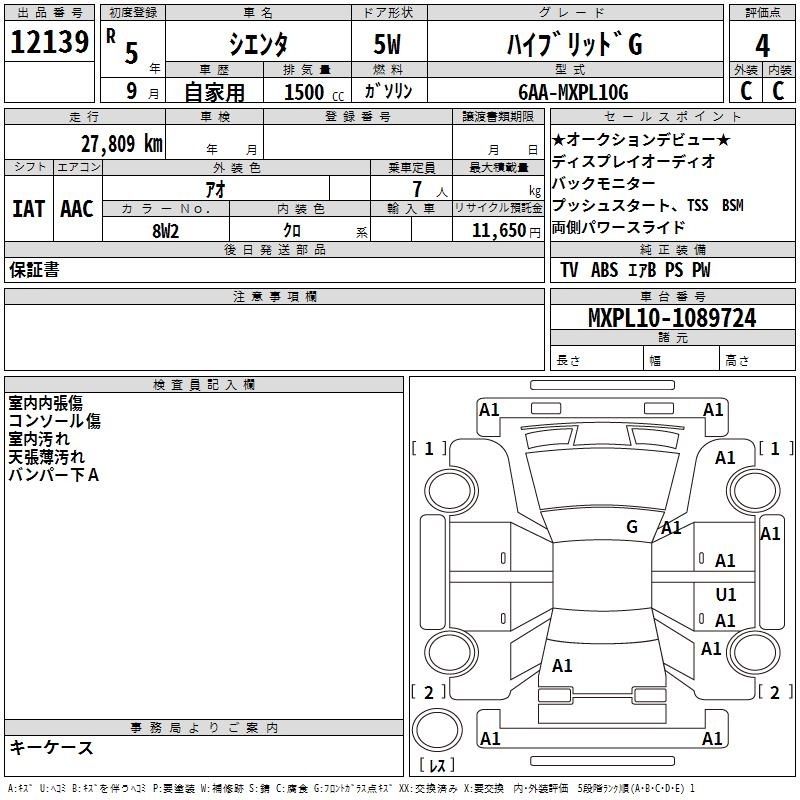 出品番号
12139
初度登録
R 5 年
9 月
車名
シエンタ
ドア形状
5W
グレード
ハイブリッドG
評価点
4
外装 内装
C C
車歴
自家用
排気量
1500 CC
燃料
ガソリン
型式
6AA-MXPL10G
走行
27,809 km
車検
年 月
登録番号
譲渡書類期限
月 日
シフト
IAT
エアコン
AAC
外装色
アオ
乗車定員
7 人
最大積載量
kg
カラーNo.
8W2
内装色
クロ 系
輸入車
リサイクル預託金
11,650 円
後日発送部品
保証書
セールスポイント
★オークションデビュー★
ディスプレイオーディオ
バックモニター
プッシュスタート、TSS BSM
両側パワースライド
純正装備
TV ABS エアB PS PW
注意事項欄
車台番号
MXPL10-1089724
諸元
長さ 幅 高さ
検査員記入欄
室内内張傷
コンソール傷
室内汚れ
天張薄汚れ
バンパー下A
事務局よりご案内
キーケース
A1 A1
[ 1 ] [ 1 ]
A1
G A1
A1
A1
U1
A1
A1
A1
[ 2 ] [ 2 ]
A1 A1
[ レス ]
A:キズ U:ヘコミ B:キズを伴うヘコミ P:要塗装 W:補修跡 S:錆 C:腐食 G:フロントガラス点キズ XX:交換済み X:要交換 内・外装評価 5段階ランク順(A・B・C・D・E) 1